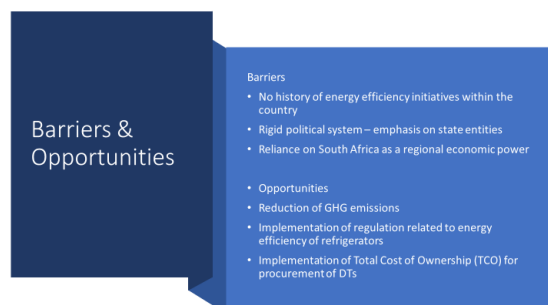 Barriers &
Opportunities
Barriers
• No history of energy efficiency initiatives within the
country
• Rigid political system – emphasis on state entities
• Reliance on South Africa as a regional economic power
• Opportunities
• Reduction of GHG emissions
• Implementation of regulation related to energy
efficiency of refrigerators
• Implementation of Total Cost of Ownership (TCO) for
procurement of DTs